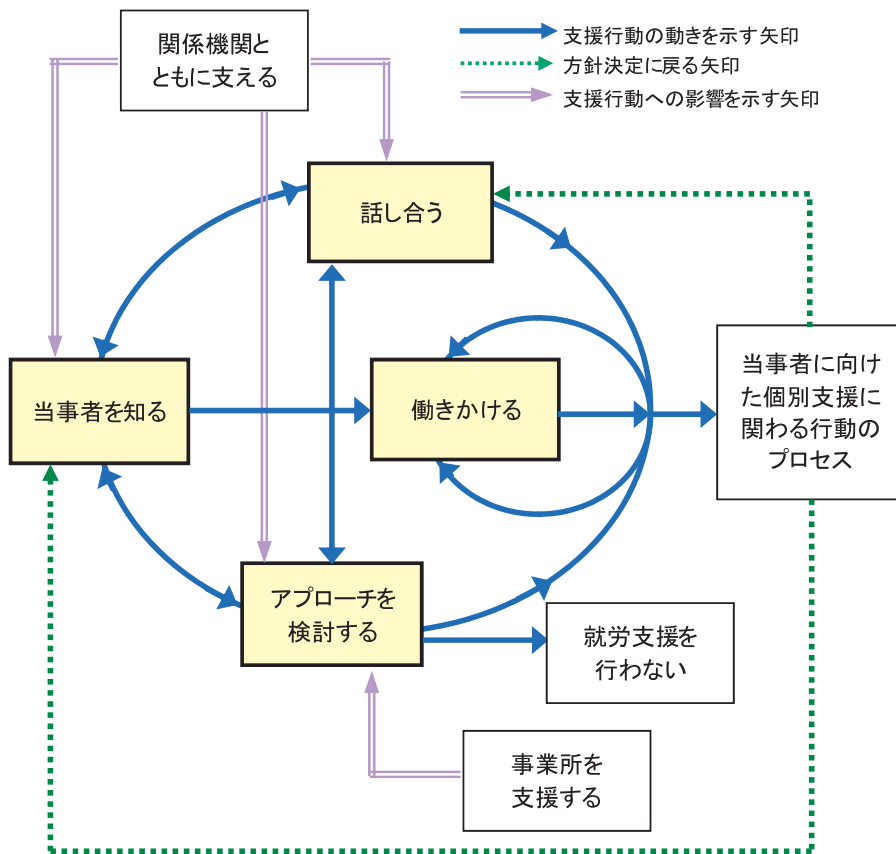 関係機関と
ともに支える
支援行動の動きを示す矢印
方針決定に戻る矢印
支援行動への影響を示す矢印
話し合う
当事者を知る
働きかける
当事者に向け
た個別支援に
関わる行動の
プロセス
アプローチを
検討する
就労支援を
行わない
事業所を
支援する